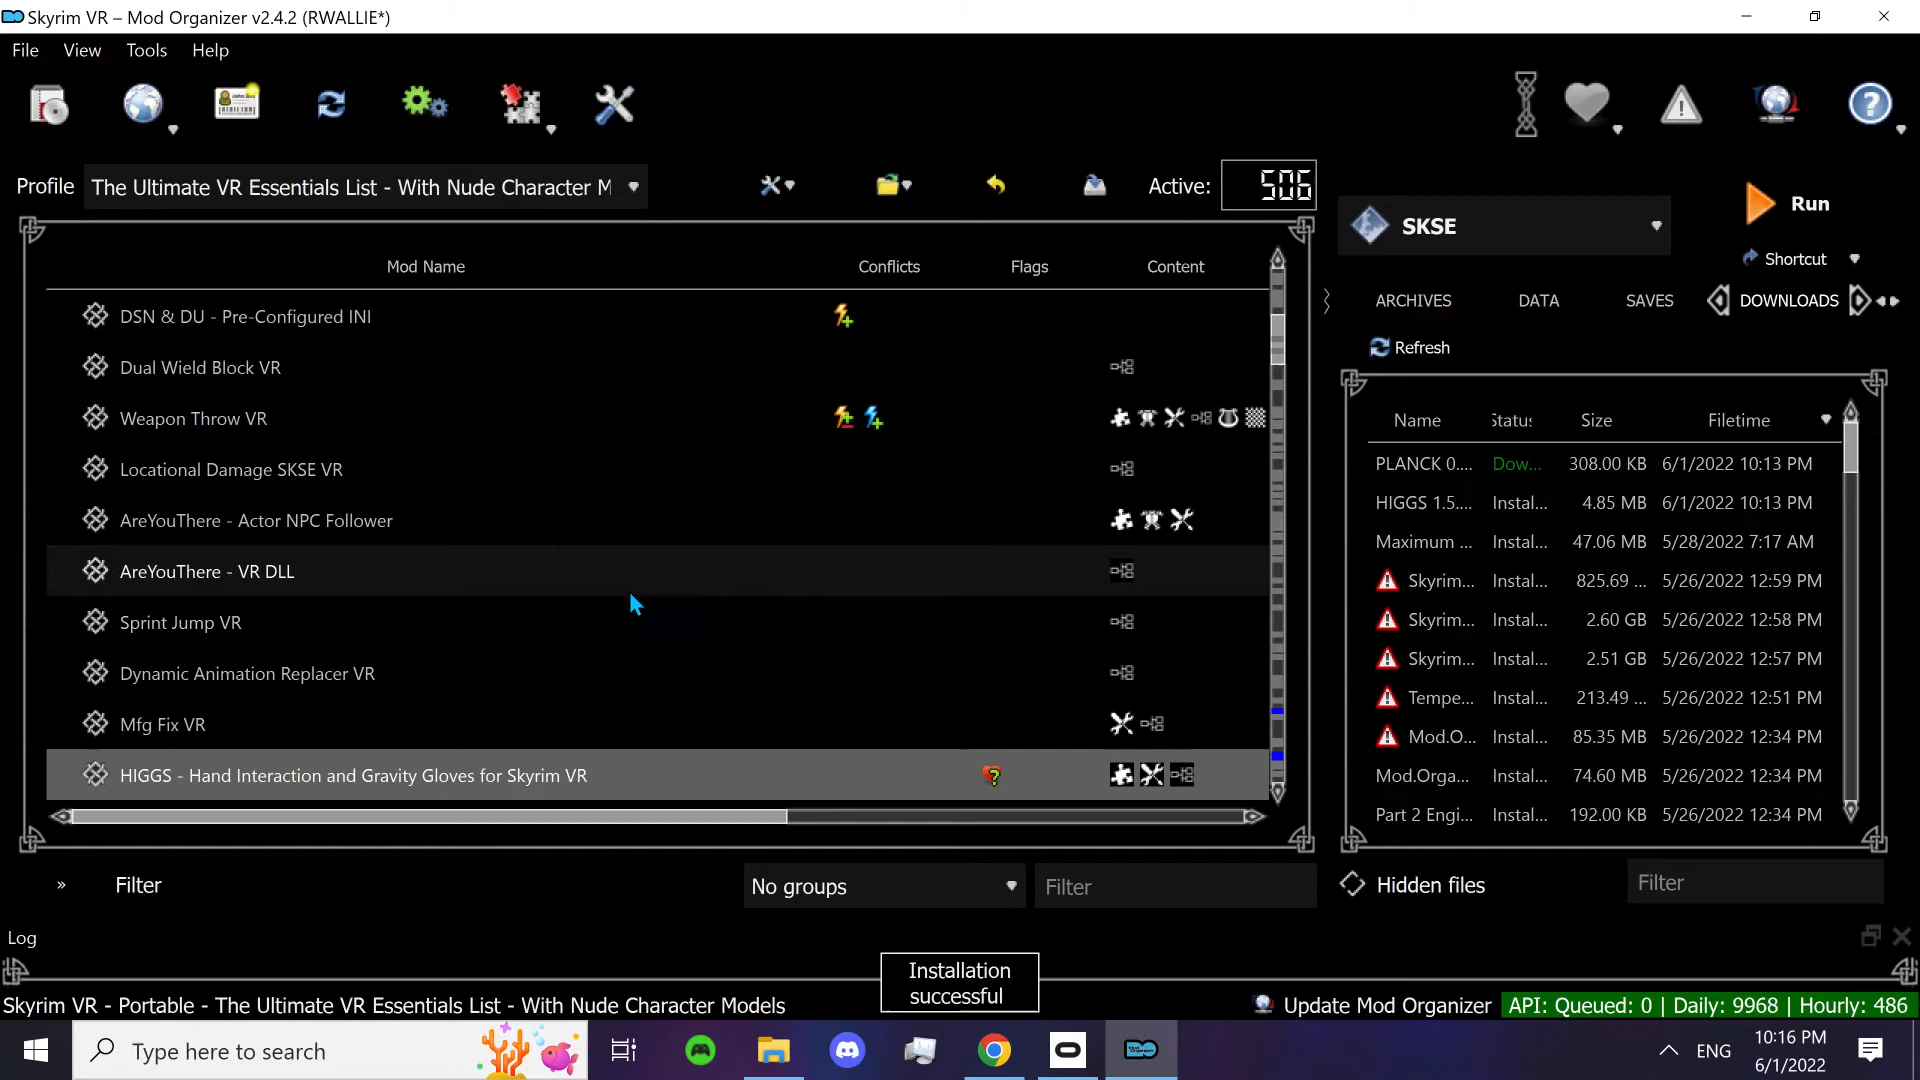 Skyrim VR – Mod Organizer v2.4.2 (RWALLIE*)
File View Tools Help
Profile The Ultimate VR Essentials List - With Nude Character M Active: 506
SKSE
Run
Shortcut
Mod Name Conflicts Flags Content
ARCHIVES DATA SAVES DOWNLOADS
Refresh
DSN & DU - Pre-Configured INI
Dual Wield Block VR
Weapon Throw VR
Locational Damage SKSE VR
AreYouThere - Actor NPC Follower
AreYouThere - VR DLL
Sprint Jump VR
Dynamic Animation Replacer VR
Mfg Fix VR
HIGGS - Hand Interaction and Gravity Gloves for Skyrim VR
Name Status Size Filetime
PLANCK 0.... Dow... 308.00 KB 6/1/2022 10:13 PM
HIGGS 1.5.... Instal... 4.85 MB 6/1/2022 10:13 PM
Maximum ... Instal... 47.06 MB 5/28/2022 7:17 AM
Skyrim... Instal... 825.69 ... 5/26/2022 12:59 PM
Skyrim... Instal... 2.60 GB 5/26/2022 12:58 PM
Skyrim... Instal... 2.51 GB 5/26/2022 12:57 PM
Tempe... Instal... 213.49 ... 5/26/2022 12:51 PM
Mod.O... Instal... 85.35 MB 5/26/2022 12:34 PM
Mod.Orga... Instal... 74.60 MB 5/26/2022 12:34 PM
Part 2 Engi... Instal... 192.00 KB 5/26/2022 12:34 PM
» Filter No groups Filter
Hidden files Filter
Log
Installation
successful
Skyrim VR - Portable - The Ultimate VR Essentials List - With Nude Character Models
Update Mod Organizer API: Queued: 0 | Daily: 9968 | Hourly: 486
Type here to search
ENG
10:16 PM
6/1/2022